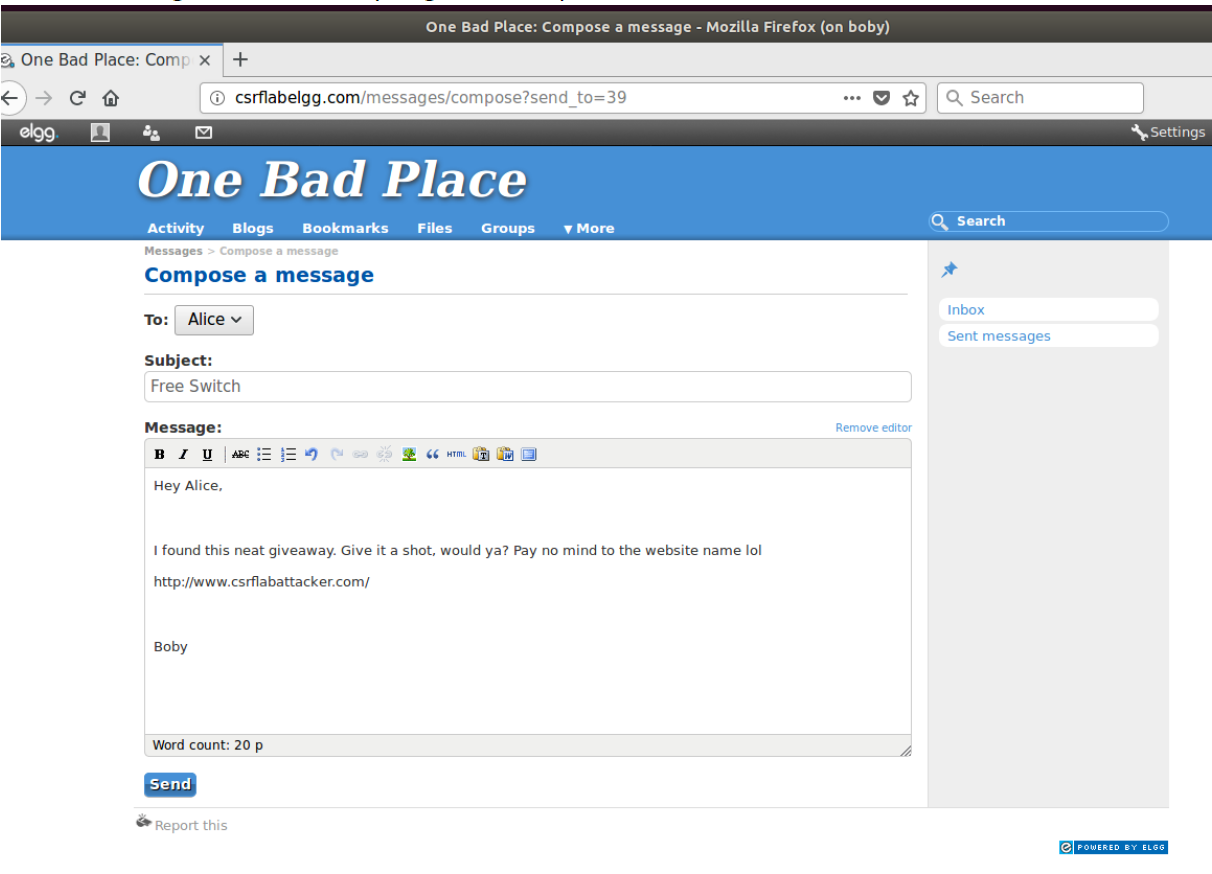 One Bad Place: Compose a message - Mozilla Firefox (on boby)
One Bad Place: Comp
csrflabelgg.com/messages/compose?send_to=39
Search
elgg.
Settings
One Bad Place
Activity Blogs Bookmarks Files Groups ▾ More
Search
Messages > Compose a message
Compose a message
To: Alice
Inbox
Sent messages
Subject:
Free Switch
Message:
Remove editor
B I U ABC HTML
Hey Alice,
I found this neat giveaway. Give it a shot, would ya? Pay no mind to the website name lol
http://www.csrflabattacker.com/
Boby
Word count: 20 p
Send
Report this
POWERED BY ELGG